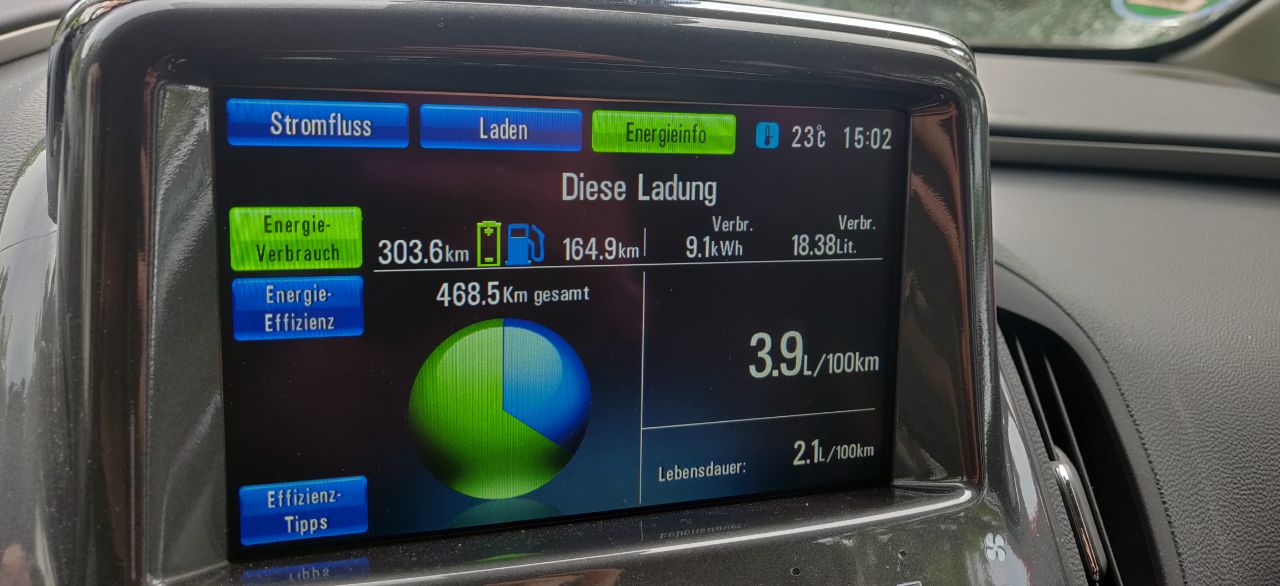 Stromfluss Laden Energieinfo 23°C 15:02
Diese Ladung
Energie-
Verbrauch
303.6km 164.9km
Verbr.
9.1kWh
Verbr.
18.38Lit.
Energie-
Effizienz
468.5Km gesamt
3.9L/100km
Lebensdauer: 2.1L/100km
Effizienz-
Tipps